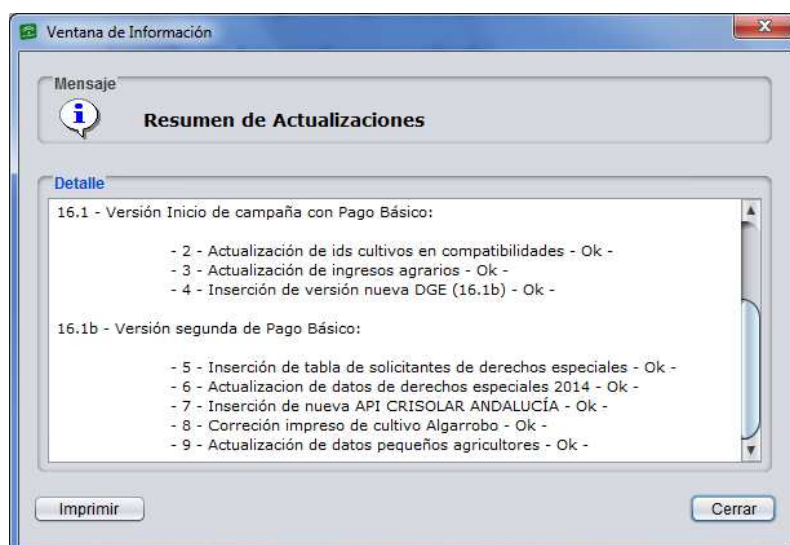 Ventana de Información
Mensaje
Resumen de Actualizaciones
Detalle
16.1 - Versión Inicio de campaña con Pago Básico:
- 2 - Actualización de ids cultivos en compatibilidades - Ok -
- 3 - Actualización de ingresos agrarios - Ok -
- 4 - Inserción de versión nueva DGE (16.1b) - Ok -
16.1b - Versión segunda de Pago Básico:
- 5 - Inserción de tabla de solicitantes de derechos especiales - Ok -
- 6 - Actualizacion de datos de derechos especiales 2014 - Ok -
- 7 - Inserción de nueva API CRISOLAR ANDALUCÍA - Ok -
- 8 - Correción impreso de cultivo Algarrobo - Ok -
- 9 - Actualización de datos pequeños agricultores - Ok -
Imprimir
Cerrar